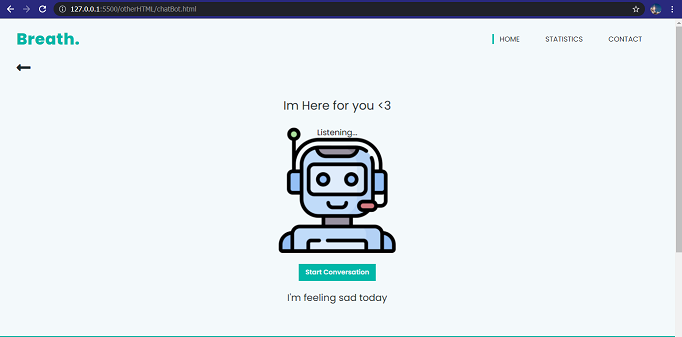 127.0.0.1:5500/otherHTML/chatBot.html
Breath.
HOME STATISTICS CONTACT
Im Here for you <3
Listening...
Start Conversation
I'm feeling sad today